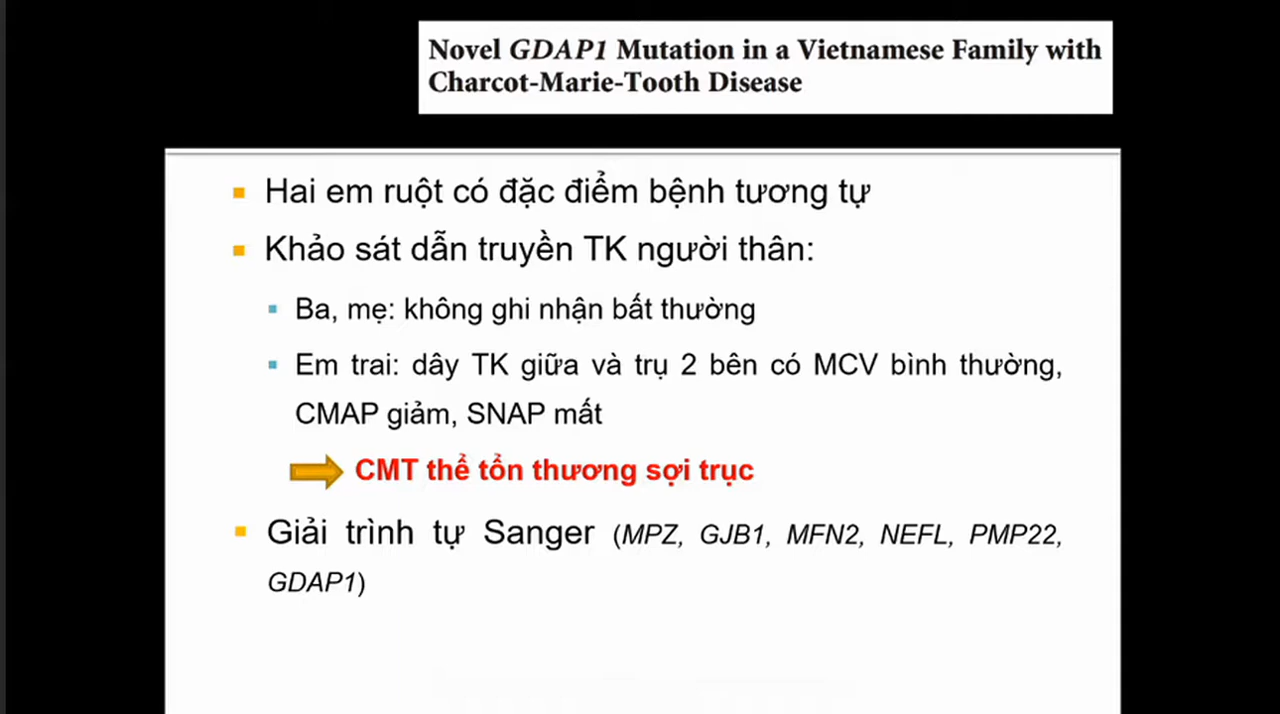 Novel GDAP1 Mutation in a Vietnamese Family with
Charcot-Marie-Tooth Disease
Hai em ruột có đặc điểm bệnh tương tự
Khảo sát dẫn truyền TK người thân:
Ba, mẹ: không ghi nhận bất thường
Em trai: dây TK giữa và trụ 2 bên có MCV bình thường,
CMAP giảm, SNAP mất
CMT thể tổn thương sợi trục
Giải trình tự Sanger (MPZ, GJB1, MFN2, NEFL, PMP22,
GDAP1)